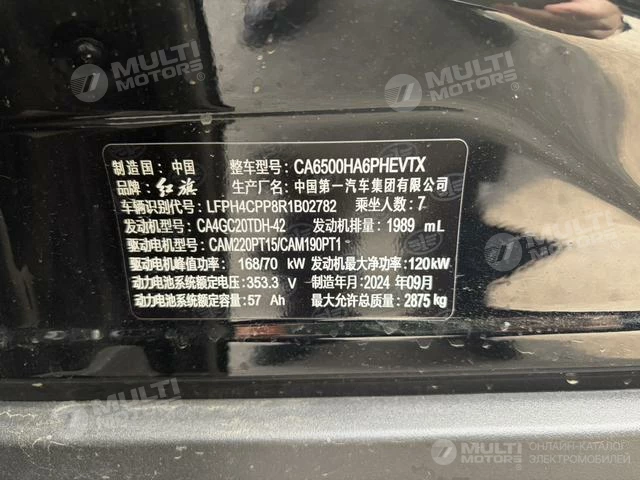 MULTI MOTORS®
MULTI MOTORS®
制造国：中国 整车型号：CA6500HA6PHEVTX
品牌：红旗 生产厂名：中国第一汽车集团有限公司
车辆识别代号：LFPH4CPP8R1B02782 乘坐人数：7
发动机型号：CA4GC20TDH-42 发动机排量：1989 mL
驱动电机型号：CAM220PT15/CAM190PT1
驱动电机峰值功率：168/70 kW 发动机最大净功率：120kW
动力电池系统额定电压：353.3 V 制造年月：2024 年09月
动力电池系统额定容量：57 Ah 最大允许总质量：2875 kg
MULTI MOTORS®
MULTI MOTORS®
MULTI MOTORS®
ОНЛАЙН-КАТАЛОГ
ЭЛЕКТРОМОБИЛЕЙ